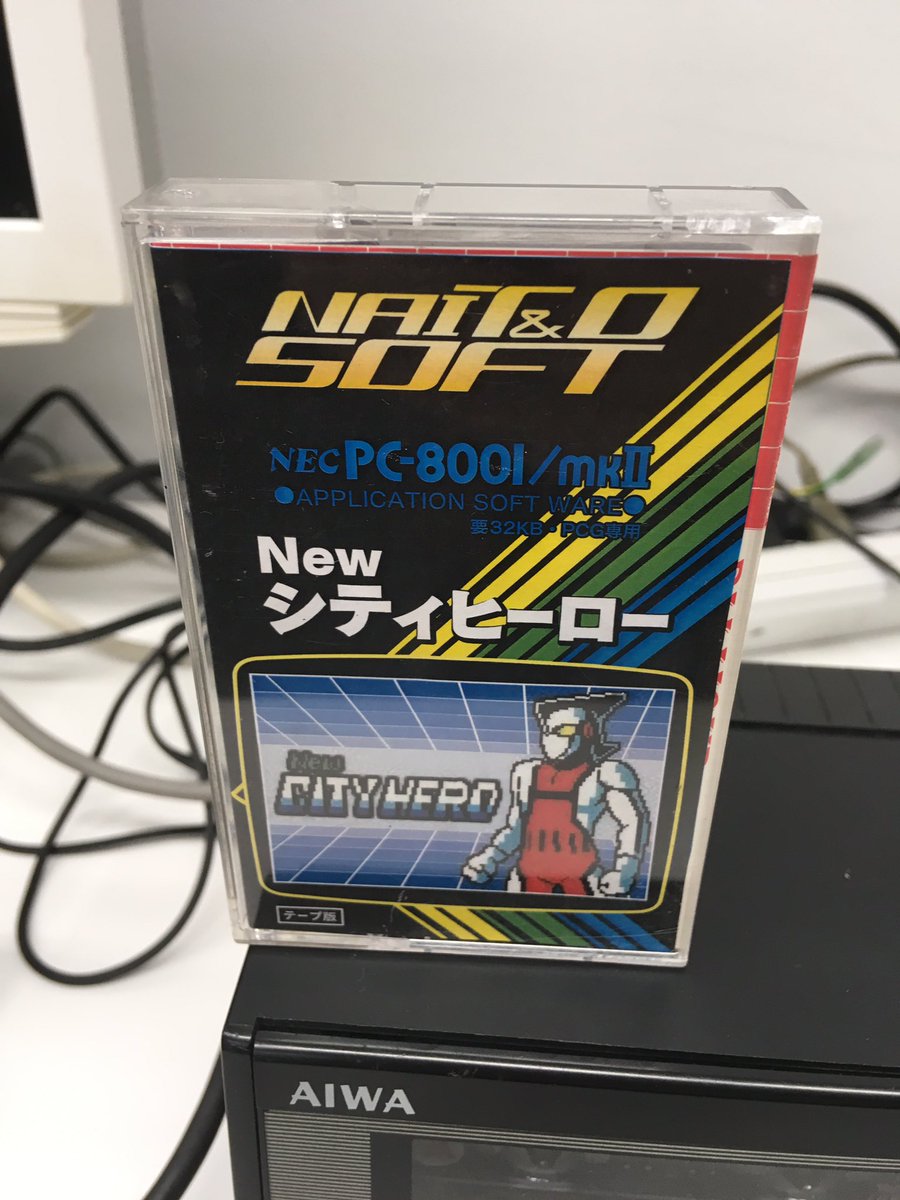 NAITO &
SOFT
NEC PC-8001/mkII
●APPLICATION SOFT WARE●
要32KB・PCG専用
New
シティヒーロー
New
CITY HERO
テープ版
AIWA